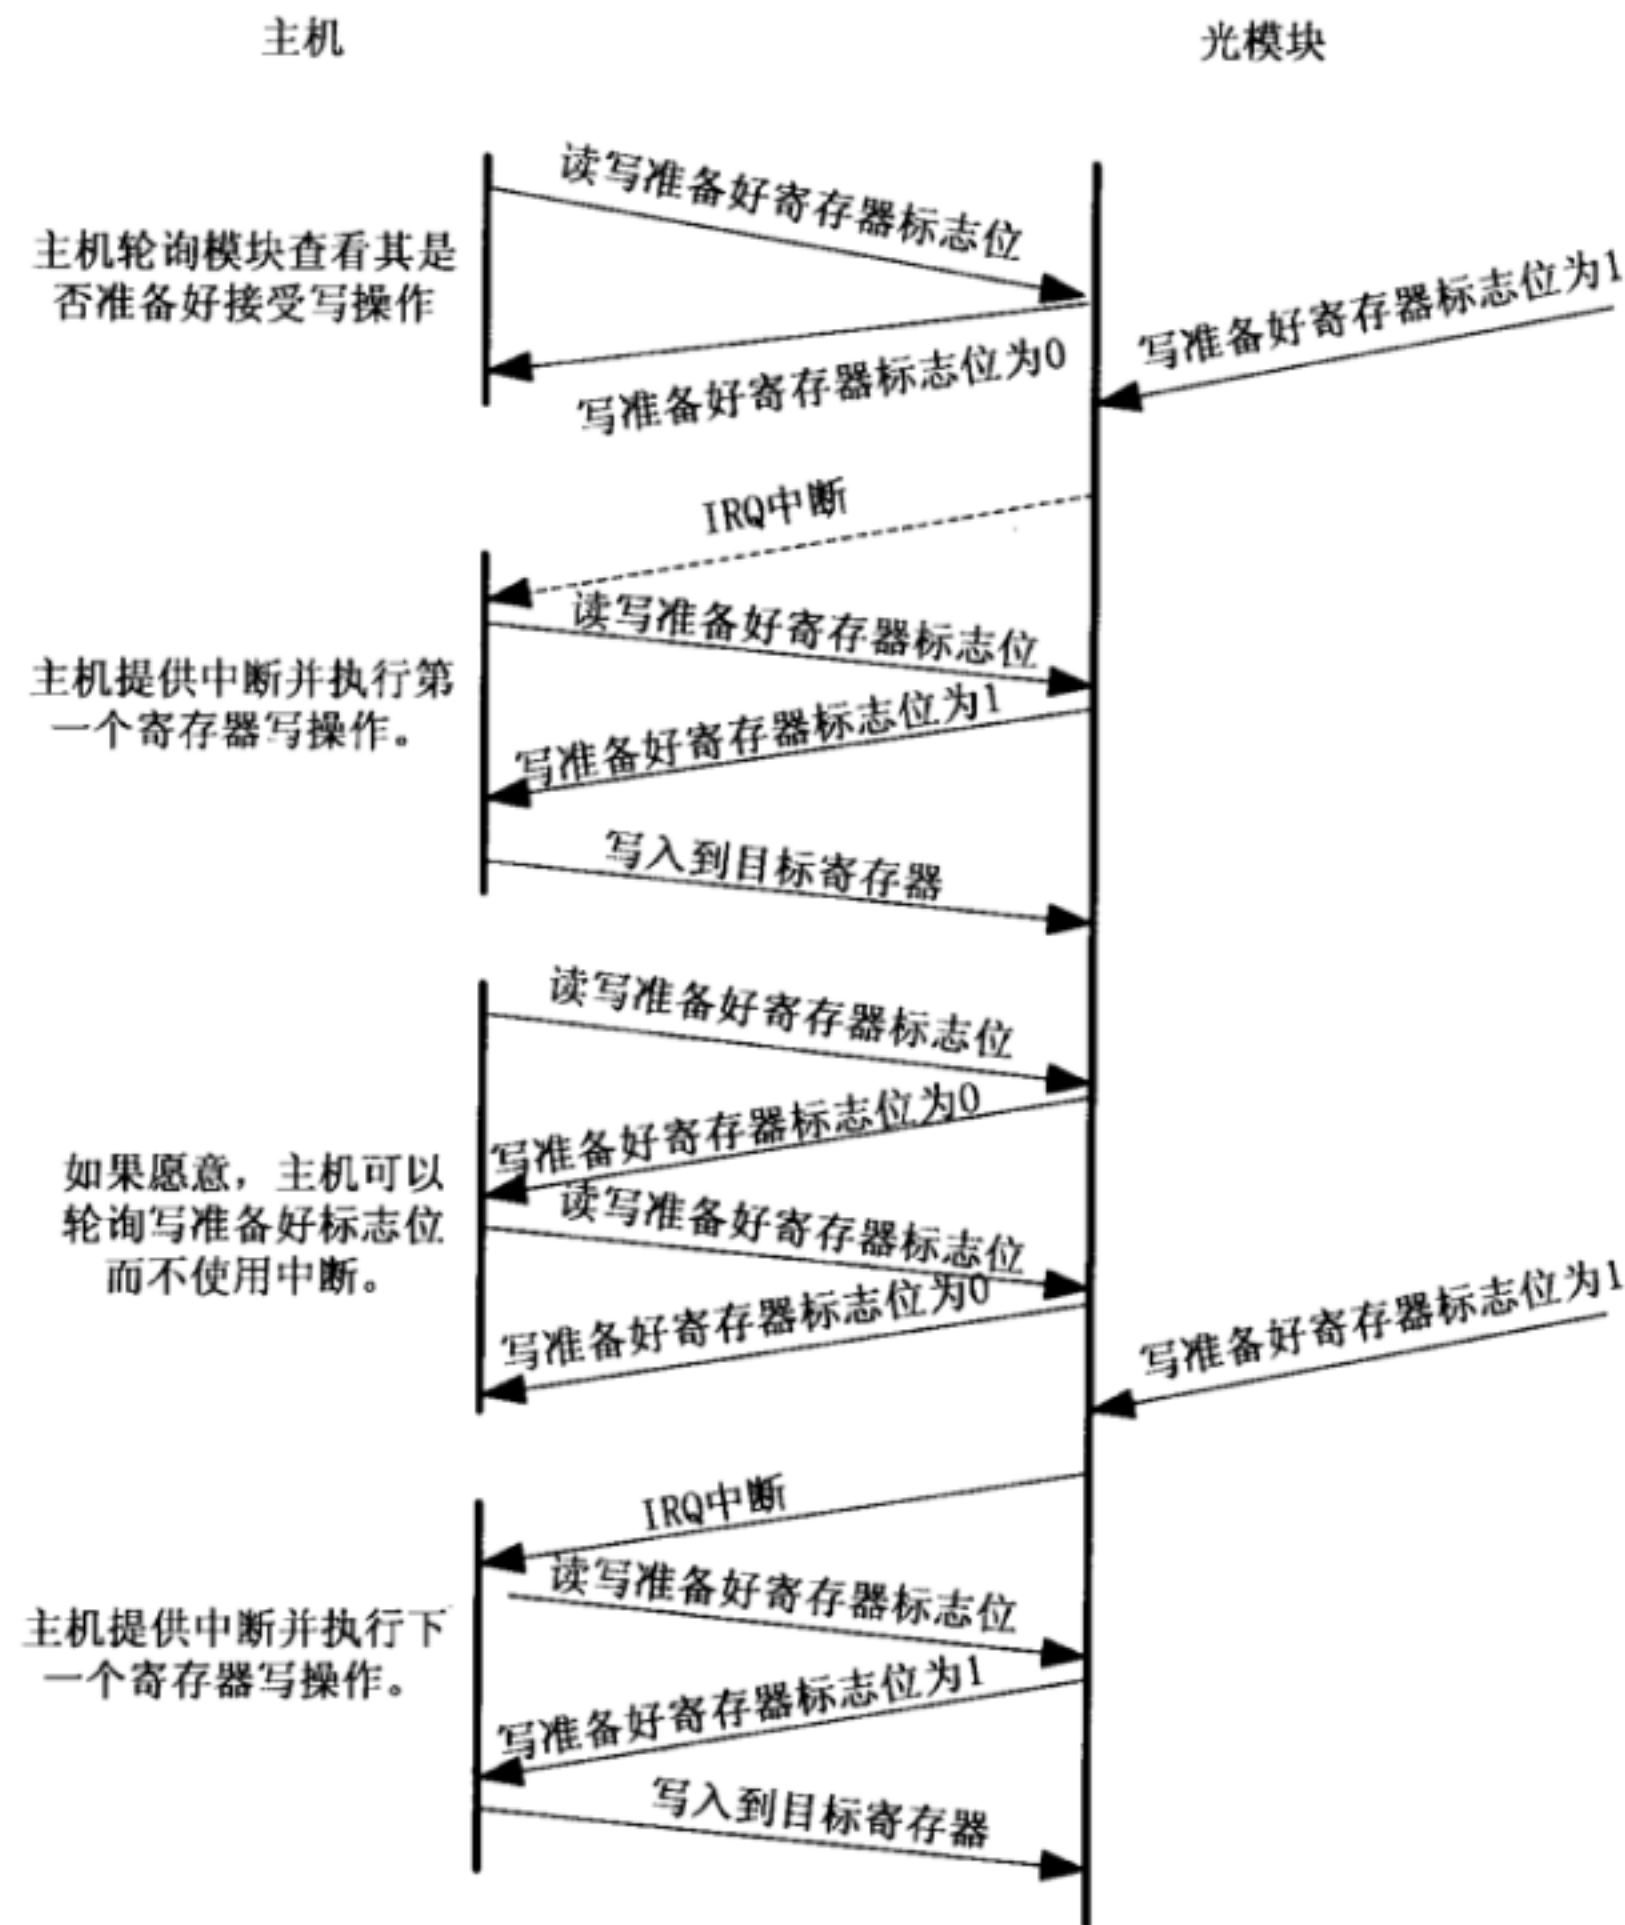 主机
光模块
读写准备好寄存器标志位
主机轮询模块查看其是
否准备好接受写操作
写准备好寄存器标志位为1
写准备好寄存器标志位为0
IRQ中断
读写准备好寄存器标志位
主机提供中断并执行第
一个寄存器写操作。
写准备好寄存器标志位为1
写入到目标寄存器
读写准备好寄存器标志位
写准备好寄存器标志位为0
如果愿意，主机可以
轮询写准备好标志位
而不使用中断。
读写准备好寄存器标志位
写准备好寄存器标志位为0
写准备好寄存器标志位为1
IRQ中断
读写准备好寄存器标志位
主机提供中断并执行下
一个寄存器写操作。
写准备好寄存器标志位为1
写入到目标寄存器